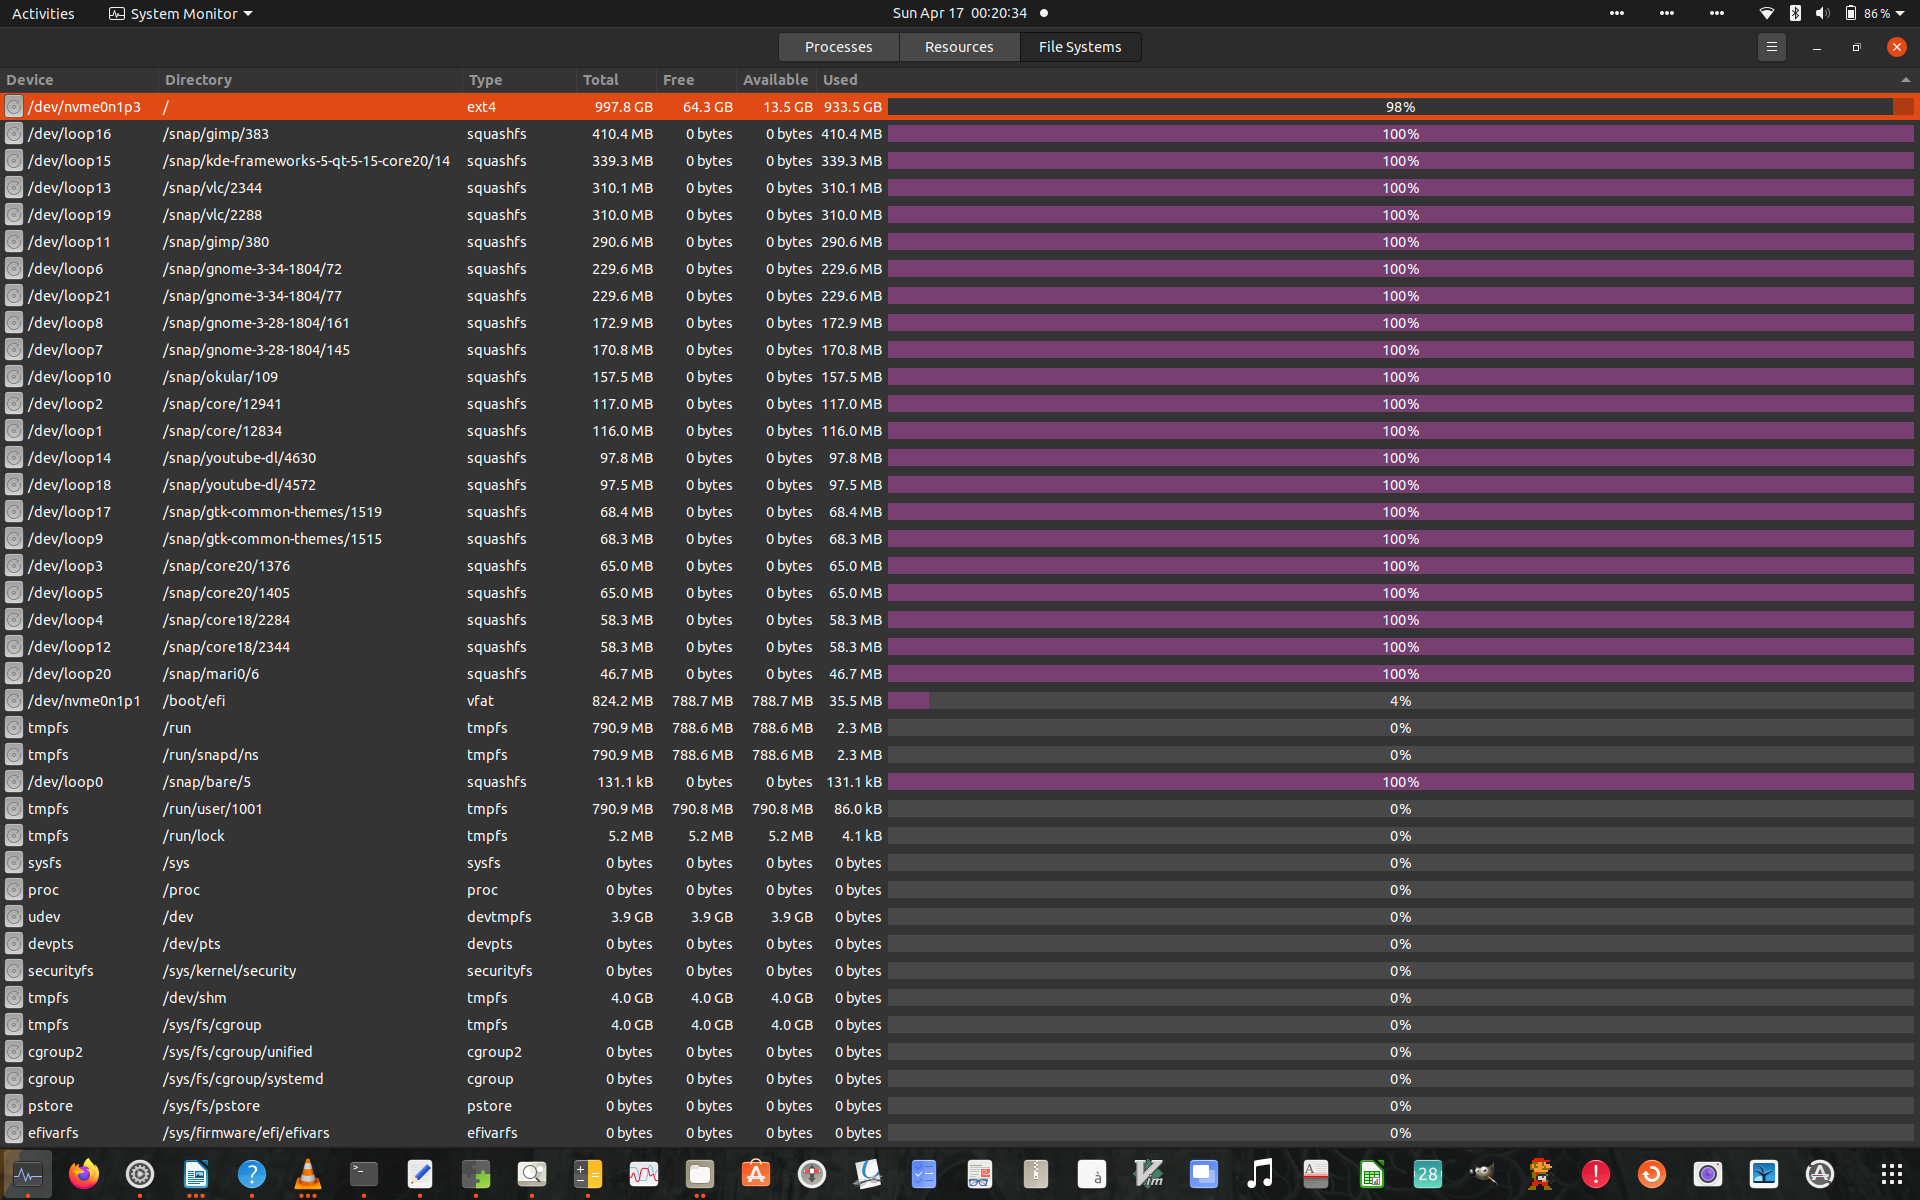 Activities System Monitor Sun Apr 17 00:20:34 86%
Processes Resources File Systems
Device Directory Type Total Free Available Used
/dev/nvme0n1p3 / ext4 997.8 GB 64.3 GB 13.5 GB 933.5 GB 98%
/dev/loop16 /snap/gimp/383 squashfs 410.4 MB 0 bytes 0 bytes 410.4 MB 100%
/dev/loop15 /snap/kde-frameworks-5-qt-5-15-core20/14 squashfs 339.3 MB 0 bytes 0 bytes 339.3 MB 100%
/dev/loop13 /snap/vlc/2344 squashfs 310.1 MB 0 bytes 0 bytes 310.1 MB 100%
/dev/loop19 /snap/vlc/2288 squashfs 310.0 MB 0 bytes 0 bytes 310.0 MB 100%
/dev/loop11 /snap/gimp/380 squashfs 290.6 MB 0 bytes 0 bytes 290.6 MB 100%
/dev/loop6 /snap/gnome-3-34-1804/72 squashfs 229.6 MB 0 bytes 0 bytes 229.6 MB 100%
/dev/loop21 /snap/gnome-3-34-1804/77 squashfs 229.6 MB 0 bytes 0 bytes 229.6 MB 100%
/dev/loop8 /snap/gnome-3-28-1804/161 squashfs 172.9 MB 0 bytes 0 bytes 172.9 MB 100%
/dev/loop7 /snap/gnome-3-28-1804/145 squashfs 170.8 MB 0 bytes 0 bytes 170.8 MB 100%
/dev/loop10 /snap/okular/109 squashfs 157.5 MB 0 bytes 0 bytes 157.5 MB 100%
/dev/loop2 /snap/core/12941 squashfs 117.0 MB 0 bytes 0 bytes 117.0 MB 100%
/dev/loop1 /snap/core/12834 squashfs 116.0 MB 0 bytes 0 bytes 116.0 MB 100%
/dev/loop14 /snap/youtube-dl/4630 squashfs 97.8 MB 0 bytes 0 bytes 97.8 MB 100%
/dev/loop18 /snap/youtube-dl/4572 squashfs 97.5 MB 0 bytes 0 bytes 97.5 MB 100%
/dev/loop17 /snap/gtk-common-themes/1519 squashfs 68.4 MB 0 bytes 0 bytes 68.4 MB 100%
/dev/loop9 /snap/gtk-common-themes/1515 squashfs 68.3 MB 0 bytes 0 bytes 68.3 MB 100%
/dev/loop3 /snap/core20/1376 squashfs 65.0 MB 0 bytes 0 bytes 65.0 MB 100%
/dev/loop5 /snap/core20/1405 squashfs 65.0 MB 0 bytes 0 bytes 65.0 MB 100%
/dev/loop4 /snap/core18/2284 squashfs 58.3 MB 0 bytes 0 bytes 58.3 MB 100%
/dev/loop12 /snap/core18/2344 squashfs 58.3 MB 0 bytes 0 bytes 58.3 MB 100%
/dev/loop20 /snap/mari0/6 squashfs 46.7 MB 0 bytes 0 bytes 46.7 MB 100%
/dev/nvme0n1p1 /boot/efi vfat 824.2 MB 788.7 MB 788.7 MB 35.5 MB 4%
tmpfs /run tmpfs 790.9 MB 788.6 MB 788.6 MB 2.3 MB 0%
tmpfs /run/snapd/ns tmpfs 790.9 MB 788.6 MB 788.6 MB 2.3 MB 0%
/dev/loop0 /snap/bare/5 squashfs 131.1 kB 0 bytes 0 bytes 131.1 kB 100%
tmpfs /run/user/1001 tmpfs 790.9 MB 790.8 MB 790.8 MB 86.0 kB 0%
tmpfs /run/lock tmpfs 5.2 MB 5.2 MB 5.2 MB 4.1 kB 0%
sysfs /sys sysfs 0 bytes 0 bytes 0 bytes 0 bytes 0%
proc /proc proc 0 bytes 0 bytes 0 bytes 0 bytes 0%
udev /dev devtmpfs 3.9 GB 3.9 GB 3.9 GB 0 bytes 0%
devpts /dev/pts devpts 0 bytes 0 bytes 0 bytes 0 bytes 0%
securityfs /sys/kernel/security securityfs 0 bytes 0 bytes 0 bytes 0 bytes 0%
tmpfs /dev/shm tmpfs 4.0 GB 4.0 GB 4.0 GB 0 bytes 0%
tmpfs /sys/fs/cgroup tmpfs 4.0 GB 4.0 GB 4.0 GB 0 bytes 0%
cgroup2 /sys/fs/cgroup/unified cgroup2 0 bytes 0 bytes 0 bytes 0 bytes 0%
cgroup /sys/fs/cgroup/systemd cgroup 0 bytes 0 bytes 0 bytes 0 bytes 0%
pstore /sys/fs/pstore pstore 0 bytes 0 bytes 0 bytes 0 bytes 0%
efivarfs /sys/firmware/efi/efivars efivarfs 0 bytes 0 bytes 0 bytes 0 bytes 0%
? à Vim A 28